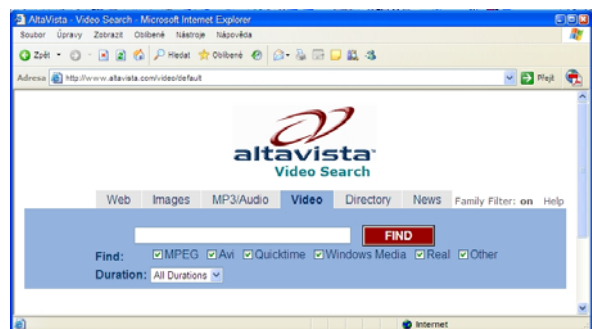 AltaVista - Video Search - Microsoft Internet Explorer
Soubor Úpravy Zobrazit Oblíbené Nástroje Nápověda
Zpět Hledat Oblíbené
Adresa http://www.altavista.com/video/default Přejít
altavista
Video Search
Web Images MP3/Audio Video Directory News Family Filter: on Help
FIND
Find: MPEG Avi Quicktime Windows Media Real Other
Duration: All Durations
Internet